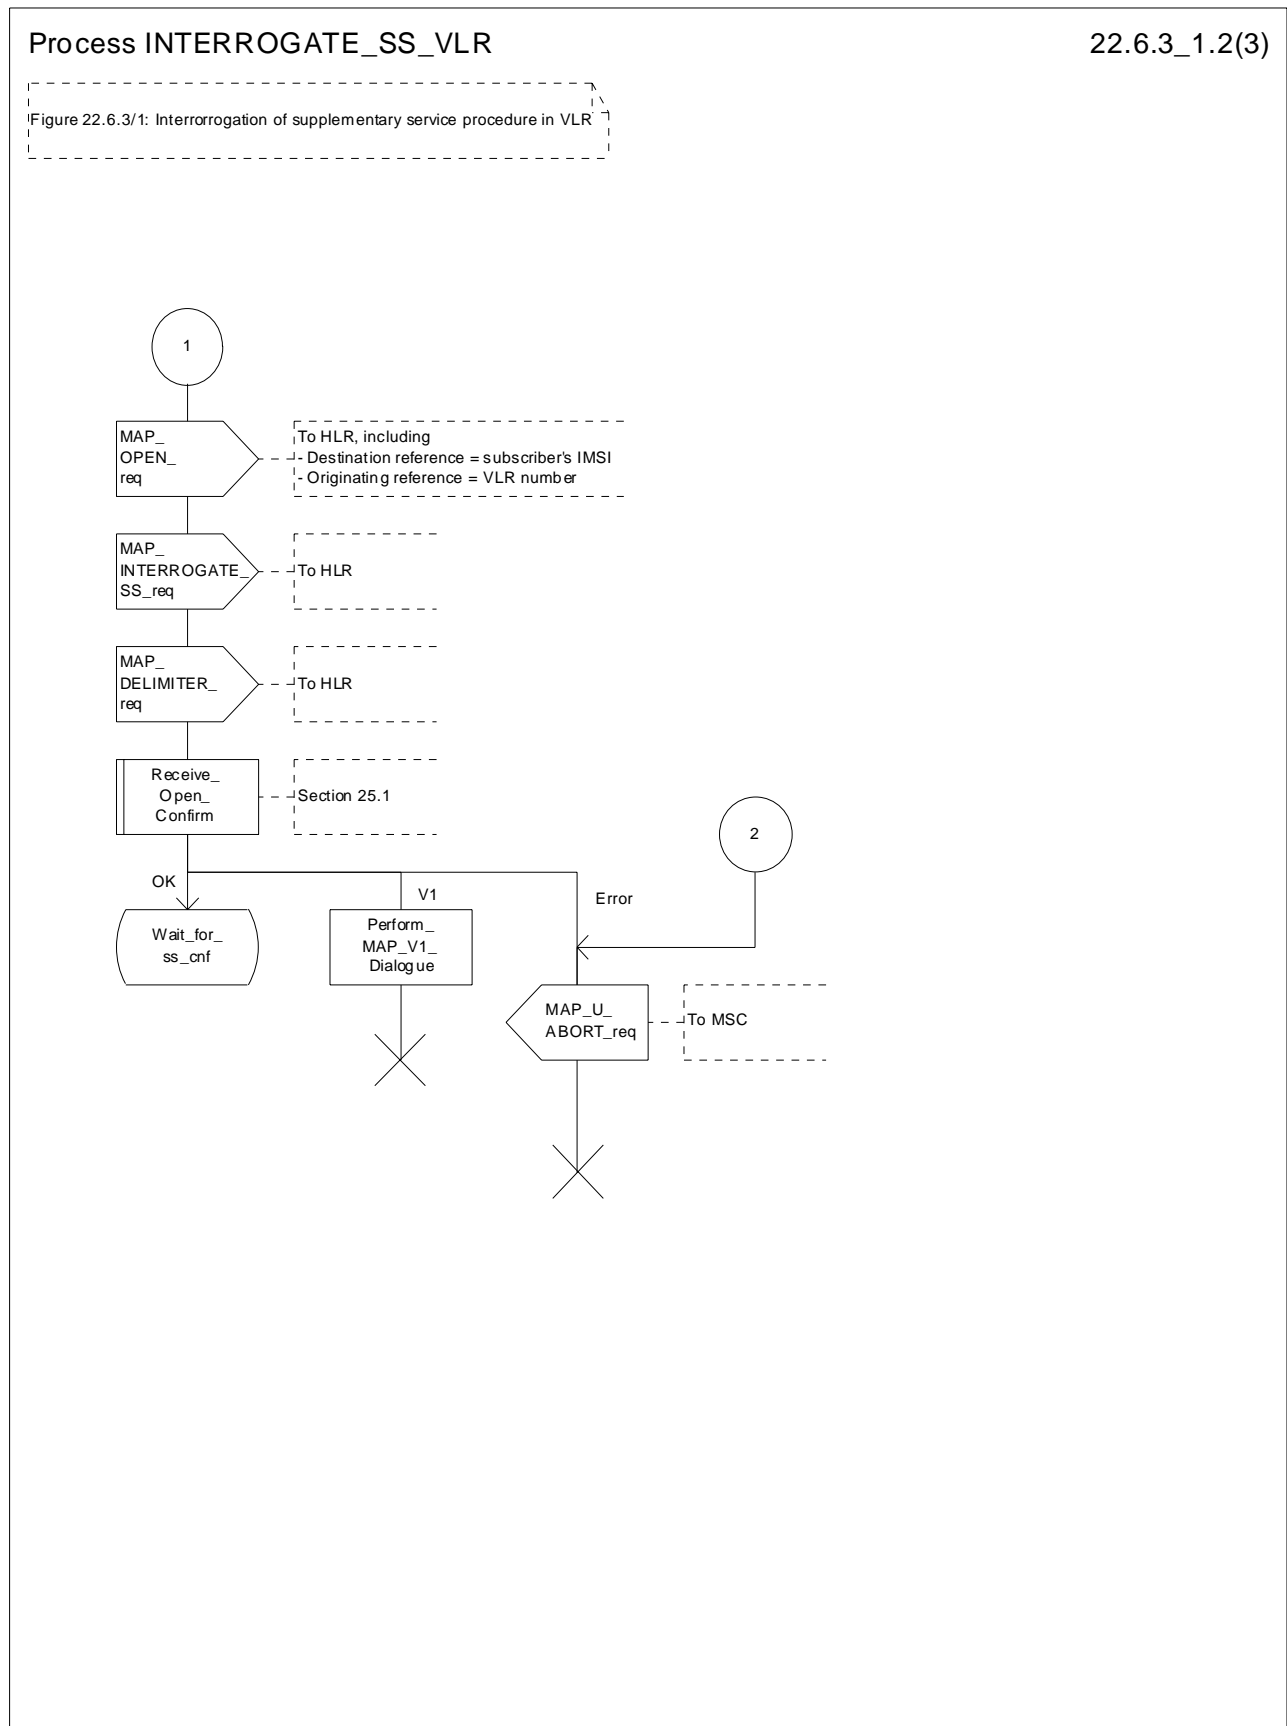 Process INTERROGATE_SS_VLR
22.6.3_1.2(3)
Figure 22.6.3/1: Interrorrogation of supplementary service procedure in VLR
1
MAP_
OPEN_
req
To HLR, including
- Destination reference = subscriber's IMSI
- Originating reference = VLR number
MAP_
INTERROGATE_
SS_req
To HLR
MAP_
DELIMITER_
req
To HLR
Receive_
Open_
Confirm
Section 25.1
2
OK
V1
Error
Wait_for_
ss_cnf
Perform_
MAP_V1_
Dialogue
MAP_U_
ABORT_req
To MSC